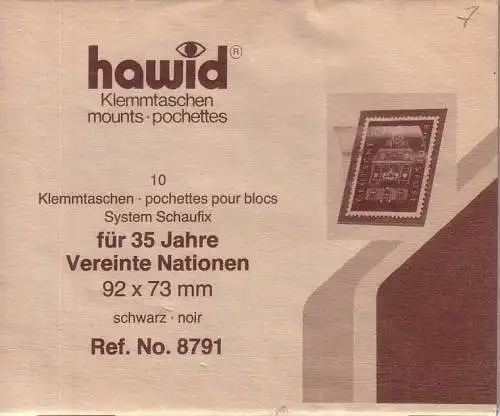 7
hawid®
Klemmtaschen
mounts · pochettes
10
Klemmtaschen · pochettes pour blocs
System Schaufix
für 35 Jahre
Vereinte Nationen
92 x 73 mm
schwarz · noir
Ref. No. 8791
DEUTSCHE